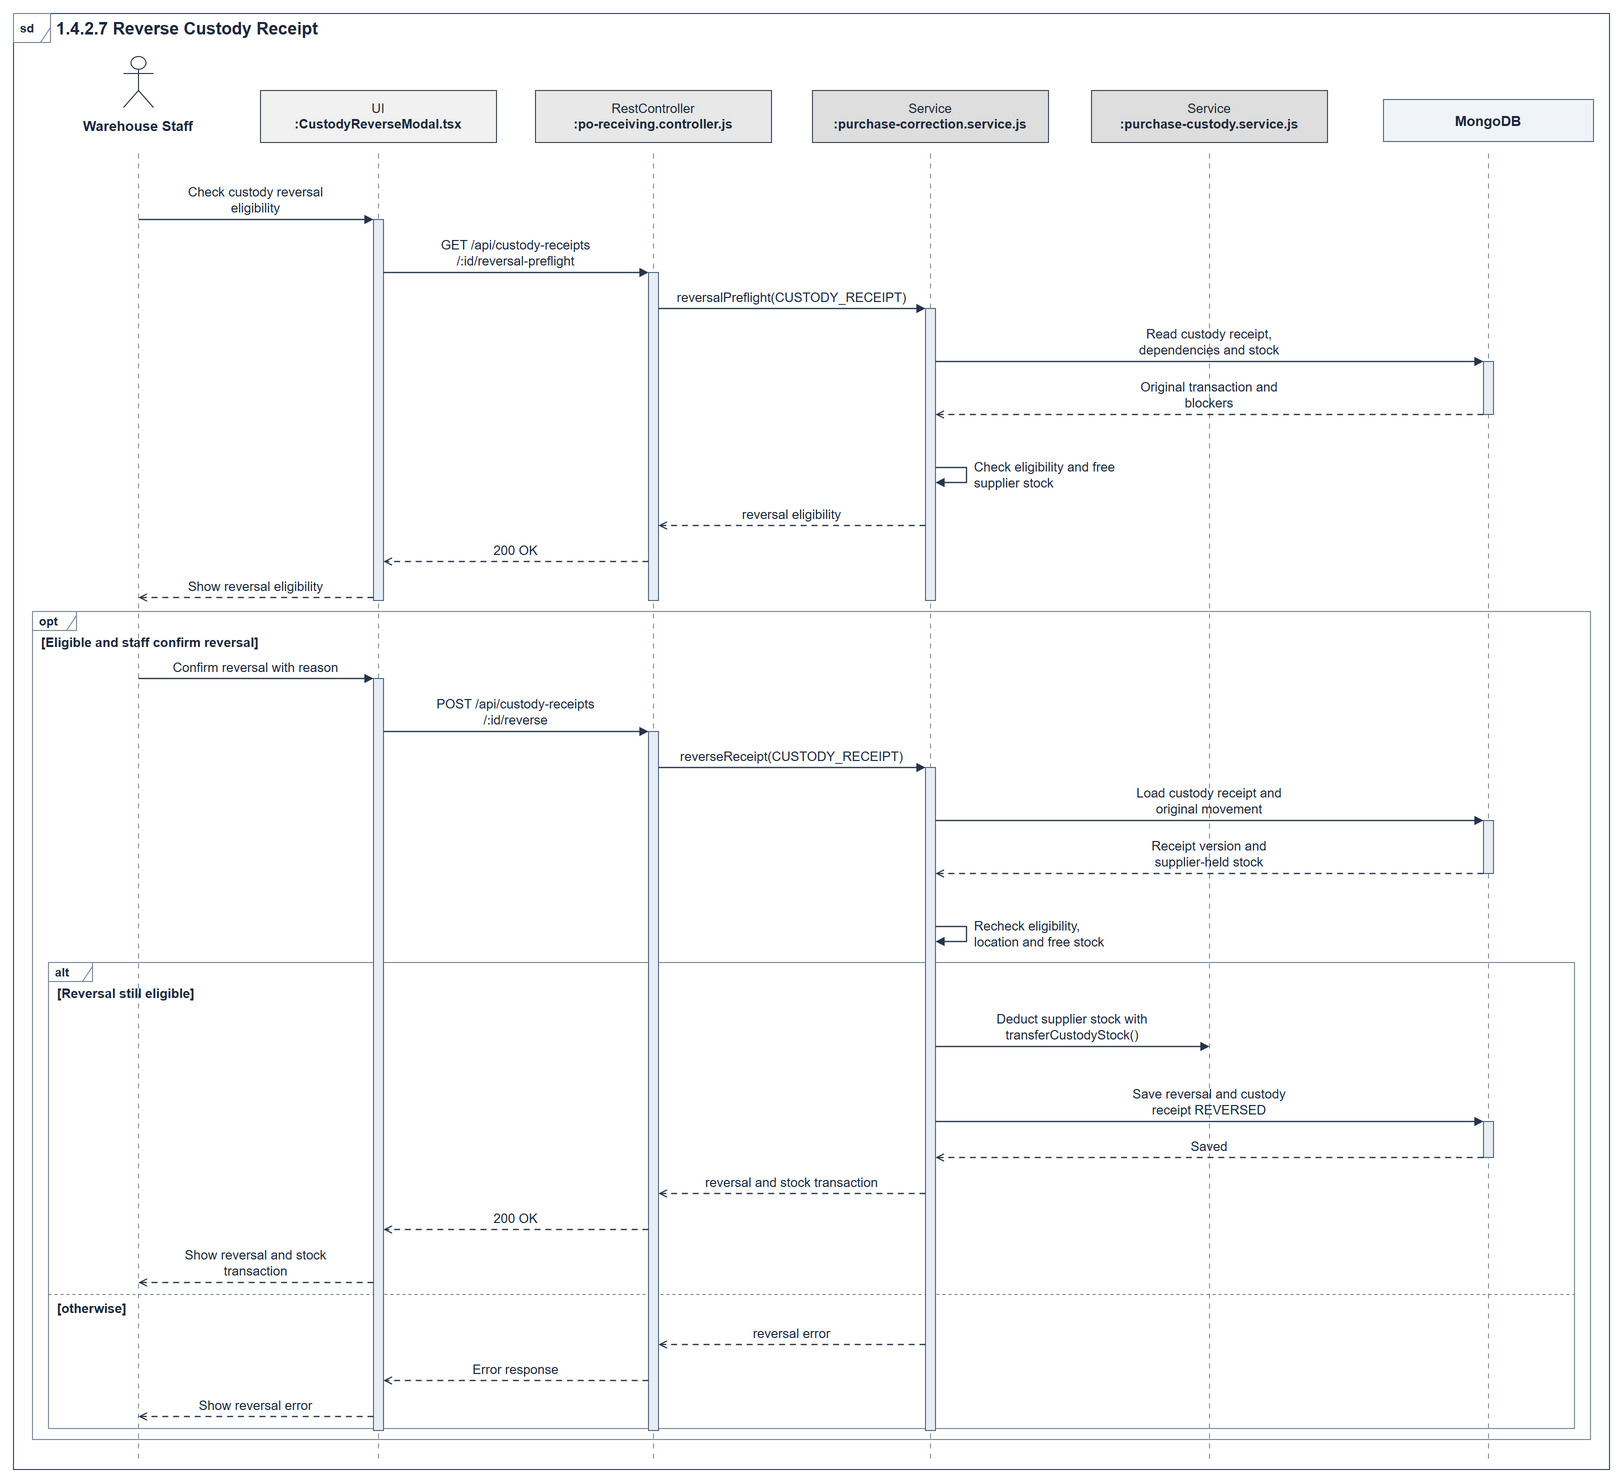 sd
1.4.2.7 Reverse Custody Receipt
Warehouse Staff
UI
:CustodyReverseModal.tsx
RestController
:po-receiving.controller.js
Service
:purchase-correction.service.js
Service
:purchase-custody.service.js
MongoDB
Check custody reversal
eligibility
GET /api/custody-receipts
/:id/reversal-preflight
reversalPreflight(CUSTODY_RECEIPT)
Read custody receipt,
dependencies and stock
Original transaction and
blockers
Check eligibility and free
supplier stock
reversal eligibility
200 OK
Show reversal eligibility
opt
[Eligible and staff confirm reversal]
Confirm reversal with reason
POST /api/custody-receipts
/:id/reverse
reverseReceipt(CUSTODY_RECEIPT)
Load custody receipt and
original movement
Receipt version and
supplier-held stock
Recheck eligibility,
location and free stock
alt
[Reversal still eligible]
Deduct supplier stock with
transferCustodyStock()
Save reversal and custody
receipt REVERSED
Saved
reversal and stock transaction
200 OK
Show reversal and stock
transaction
[otherwise]
reversal error
Error response
Show reversal error